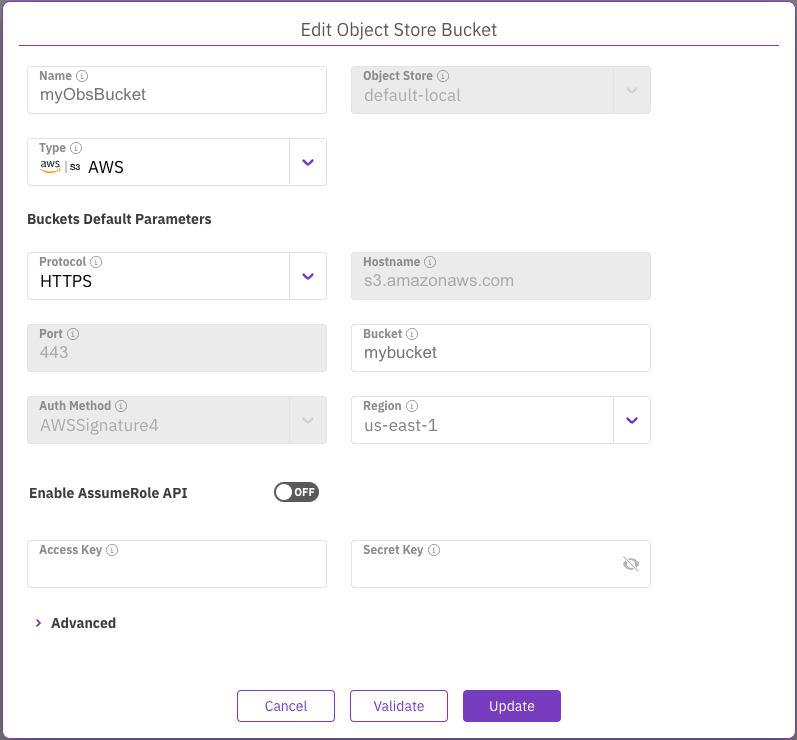 Edit Object Store Bucket
Name
myObsBucket
Object Store
default-local
Type
aws | S3 AWS
Buckets Default Parameters
Protocol
HTTPS
Hostname
s3.amazonaws.com
Port
443
Bucket
mybucket
Auth Method
AWSSignature4
Region
us-east-1
Enable AssumeRole API
OFF
Access Key
Secret Key
Advanced
Cancel
Validate
Update